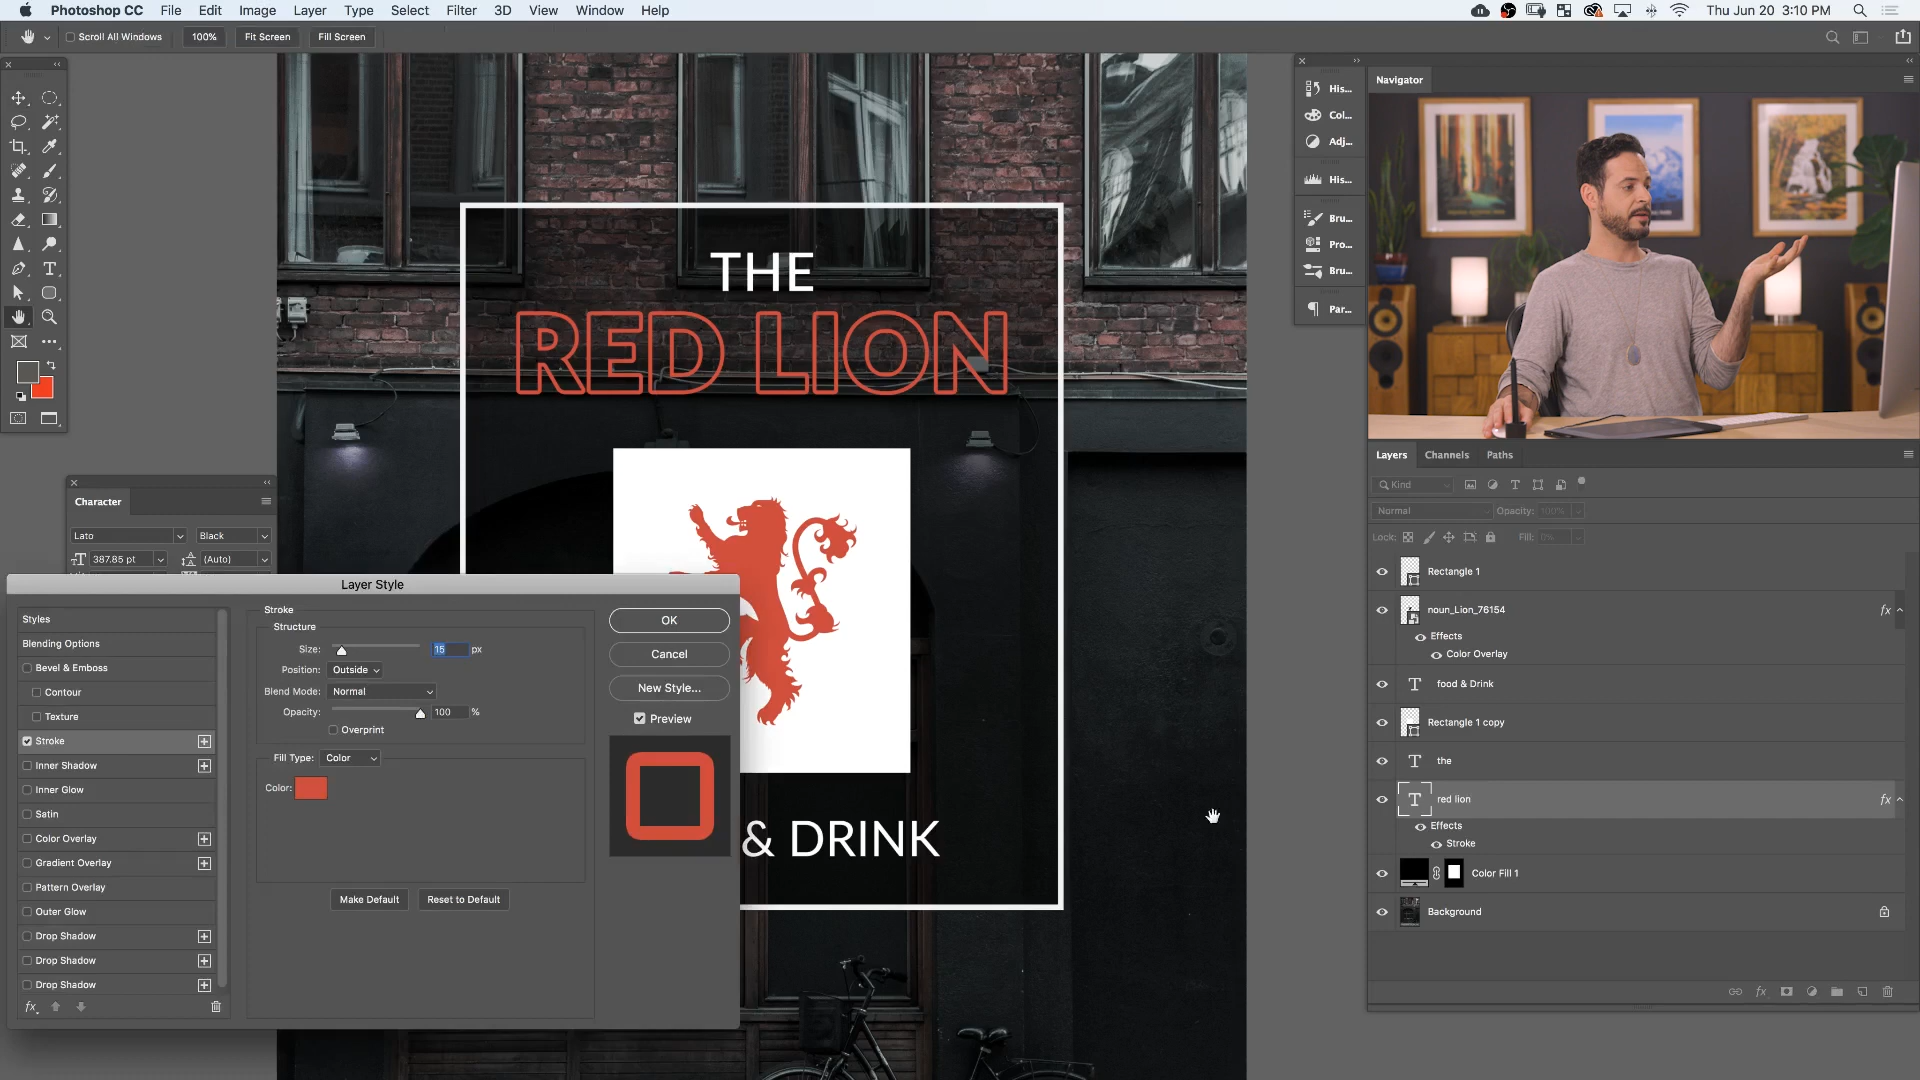 Photoshop CC File Edit Image Layer Type Select Filter 3D View Window Help
Thu Jun 20 3:10 PM
Scroll All Windows 100% Fit Screen Fill Screen
His...
Col...
Adj...
His...
Bru...
Pro...
Bru...
Par...
Navigator
THE
RED LION
& DRINK
Character
Lato Black
387.85 pt (Auto)
Layer Style
Styles
Blending Options
Bevel & Emboss
Contour
Texture
Stroke
Inner Shadow
Inner Glow
Satin
Color Overlay
Gradient Overlay
Pattern Overlay
Outer Glow
Drop Shadow
Drop Shadow
Drop Shadow
fx
Stroke
Structure
Size: 15 px
Position: Outside
Blend Mode: Normal
Opacity: 100 %
Overprint
Fill Type: Color
Color:
Make Default Reset to Default
OK
Cancel
New Style...
Preview
Layers Channels Paths
Kind
Normal Opacity: 100%
Lock: Fill: 0%
Rectangle 1
noun_Lion_76154 fx
Effects
Color Overlay
food & Drink
Rectangle 1 copy
the
red lion fx
Effects
Stroke
Color Fill 1
Background
fx